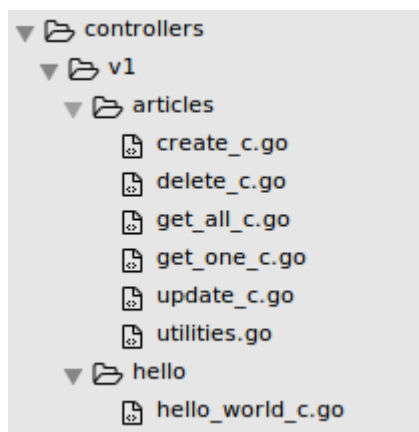 controllers
v1
articles
create_c.go
delete_c.go
get_all_c.go
get_one_c.go
update_c.go
utilities.go
hello
hello_world_c.go